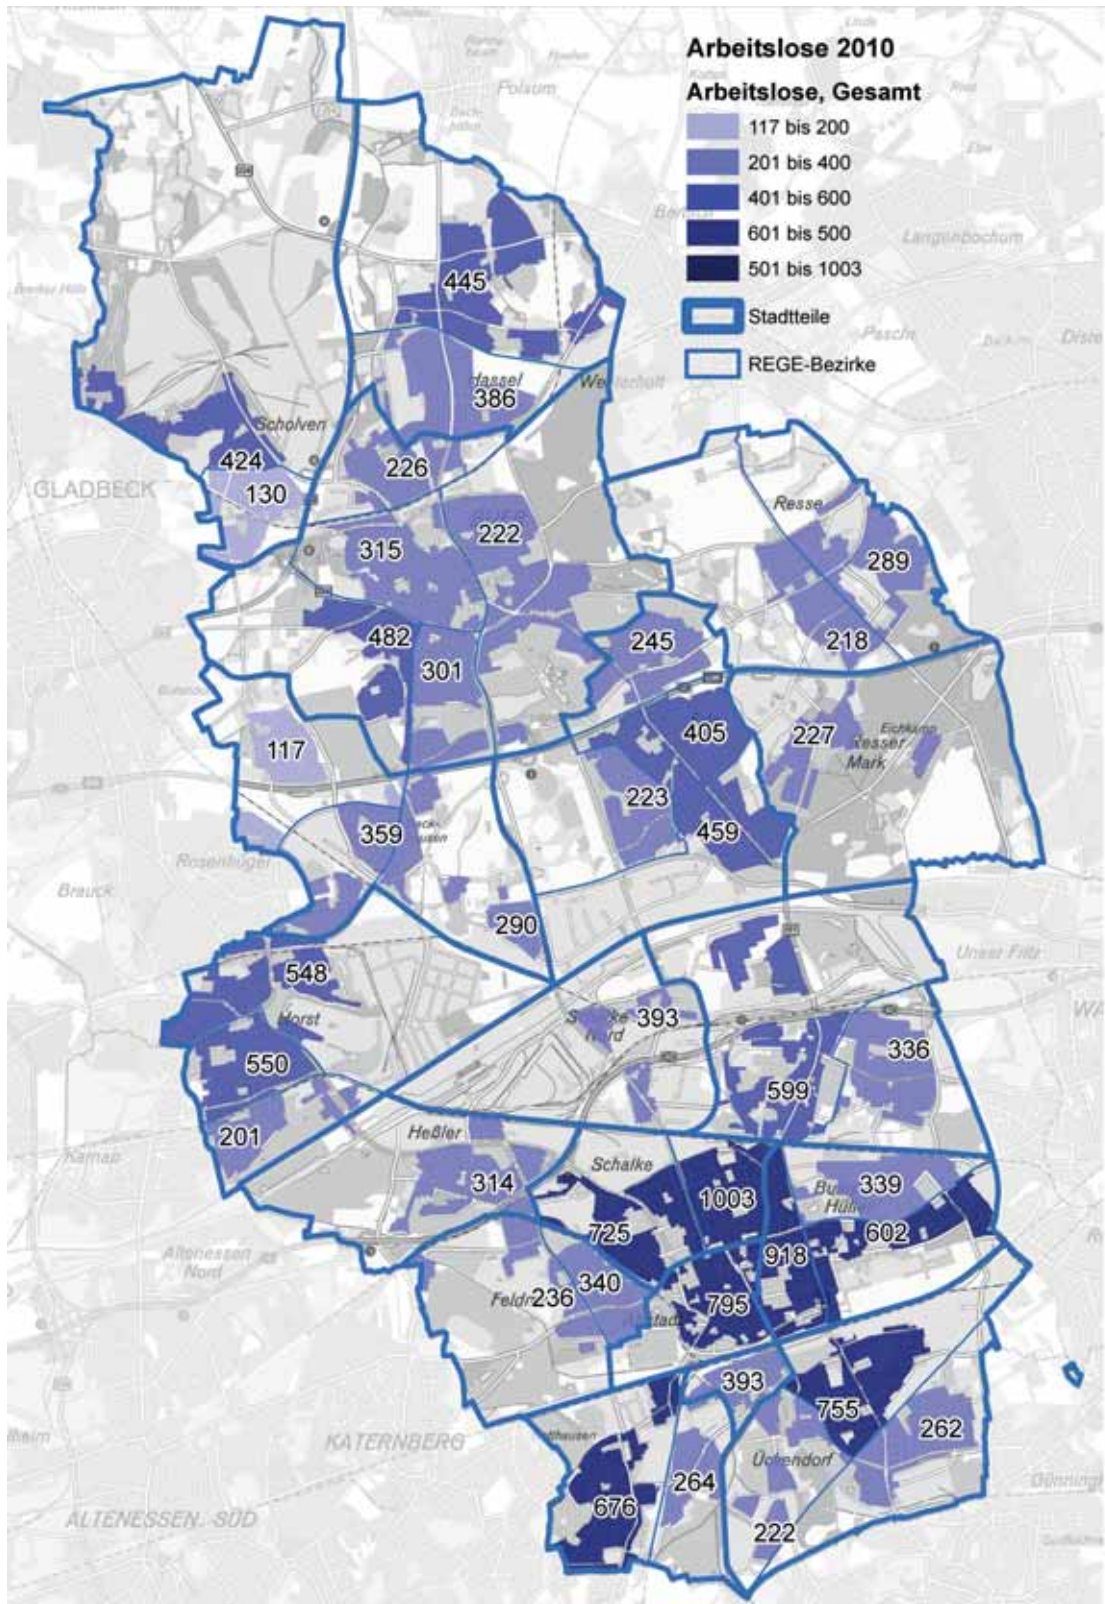 Arbeitslose 2010
Arbeitslose, Gesamt
117 bis 200
201 bis 400
401 bis 600
601 bis 500
501 bis 1003
Stadtteile
REGE-Bezirke
Polsum
Langenbochum
445
386
Scholven
424
130
GLADBECK
226
222
315
Resse
289
482
301
245
218
117
405
227
Eichkamp
Resser
Mark
223
359
459
Rosenhügel
Brauck
290
Unser Fritz
548
Horst
393
336
550
599
201
Karnap
Heßler
314
Schalke
1003
339
725
602
918
Altenessen
Nord
340
236
795
393
755
262
KATERNBERG
Ückendorf
264
676
222
ALTENESSEN SÜD